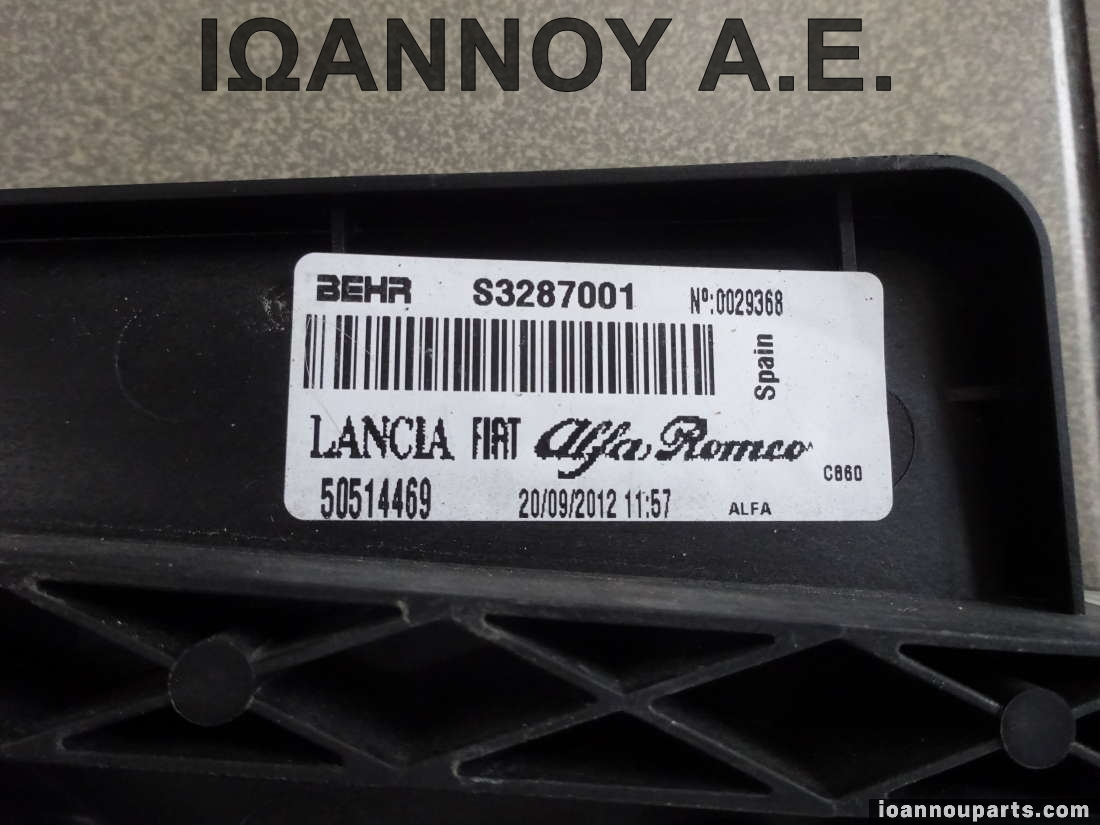 ΙΩΑΝΝΟΥ Α.Ε.
BEHR S3287001 Nº:0029368
Spain
LANCIA FIAT Alfa Romeo
C860
50514469 20/09/2012 11:57 ALFA
ioannouparts.com